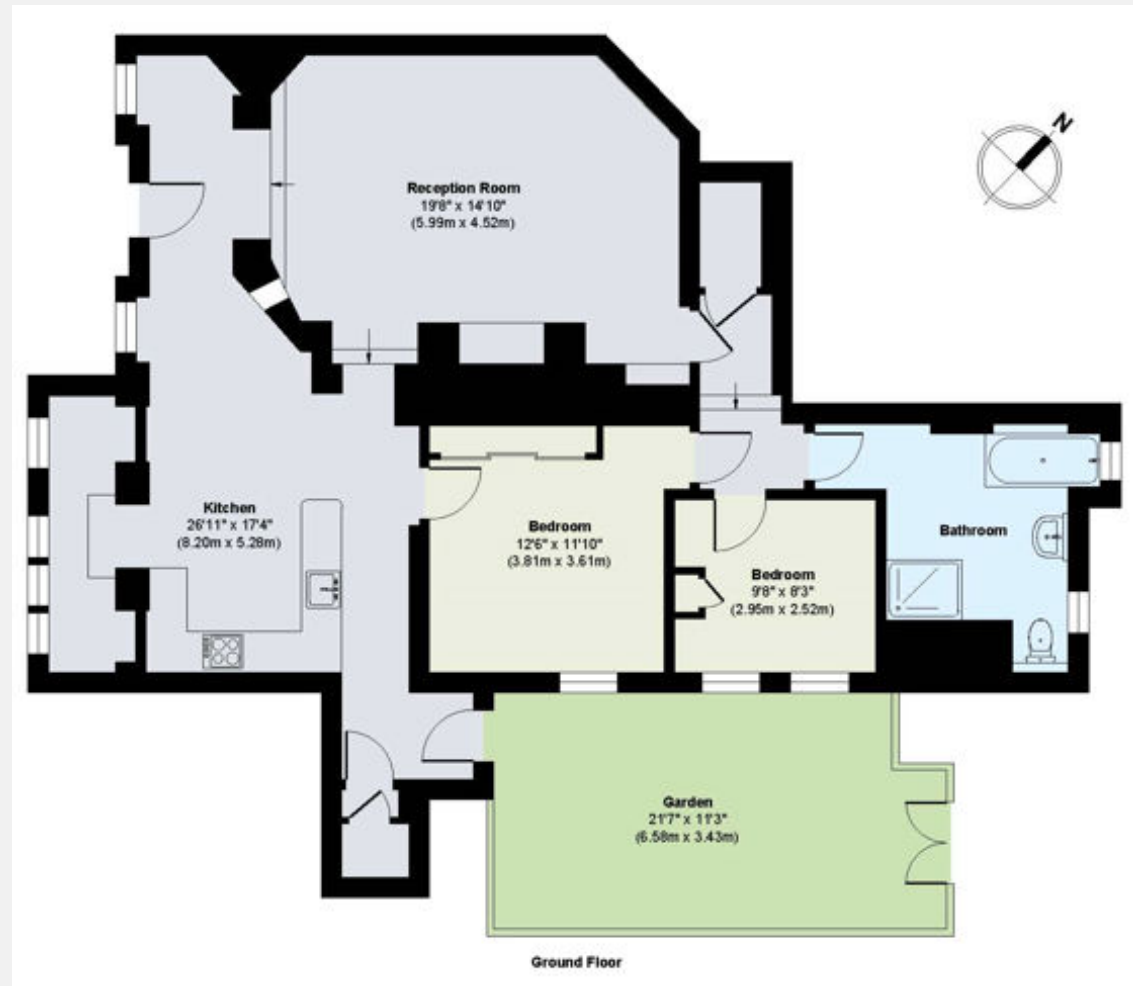 N
Reception Room
19'8" x 14'10"
(5.99m x 4.52m)
Kitchen
26'11" x 17'4"
(8.20m x 5.28m)
Bedroom
12'6" x 11'10"
(3.81m x 3.61m)
Bathroom
Bedroom
9'8" x 8'3"
(2.95m x 2.52m)
Garden
21'7" x 11'3"
(6.58m x 3.43m)
Ground Floor